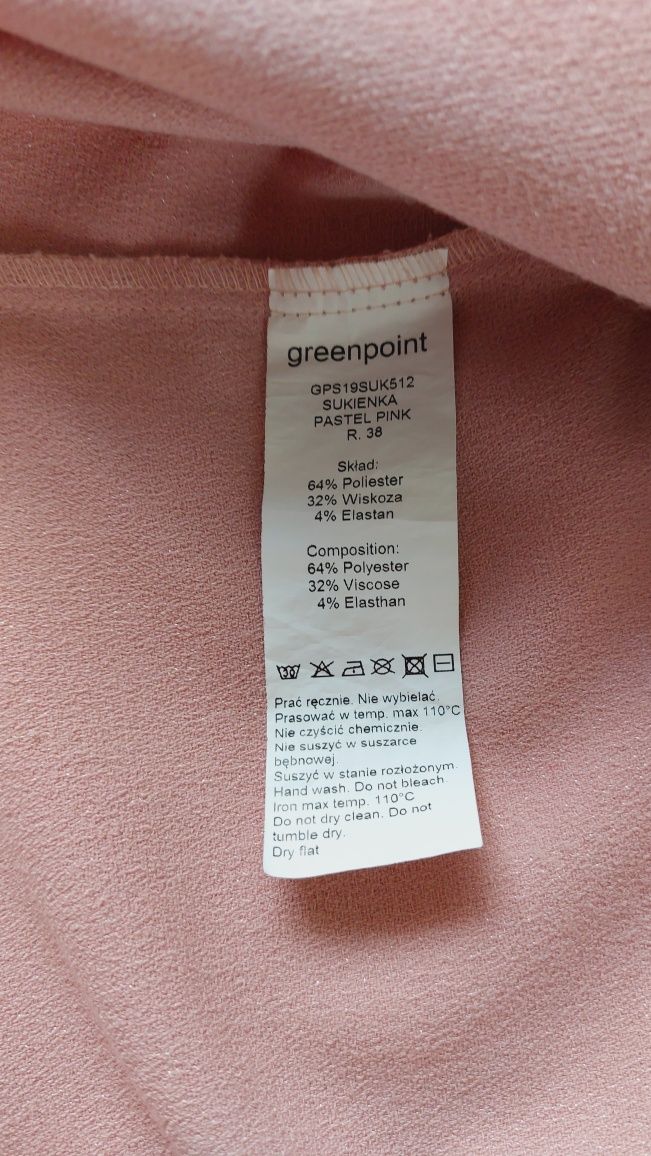 greenpoint
GPS19SUK512
SUKIENKA
PASTEL PINK
R. 38
Skład:
64% Poliester
32% Wiskoza
4% Elastan
Composition:
64% Polyester
32% Viscose
4% Elasthan
Prać ręcznie. Nie wybielać.
Prasować w temp. max 110°C
Nie czyścić chemicznie.
Nie suszyć w suszarce
bębnowej.
Suszyć w stanie rozłożonym.
Hand wash. Do not bleach.
Iron max temp. 110°C
Do not dry clean. Do not
tumble dry.
Dry flat